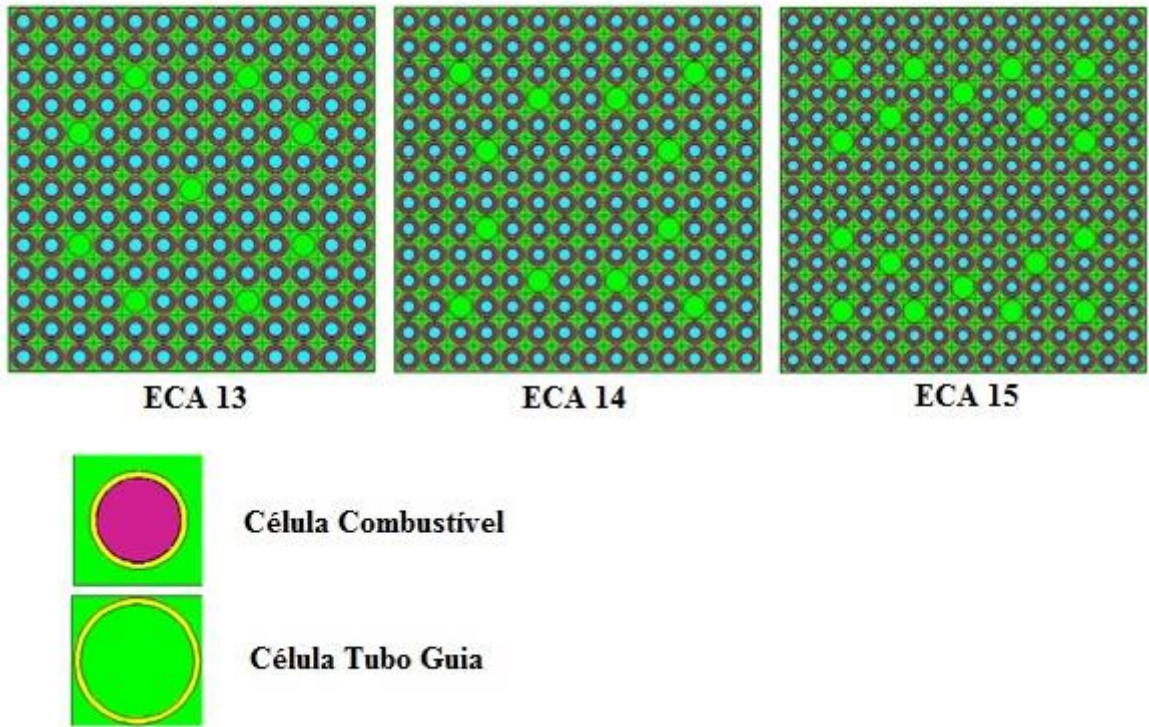 ECA 13
ECA 14
ECA 15
Célula Combustível
Célula Tubo Guia